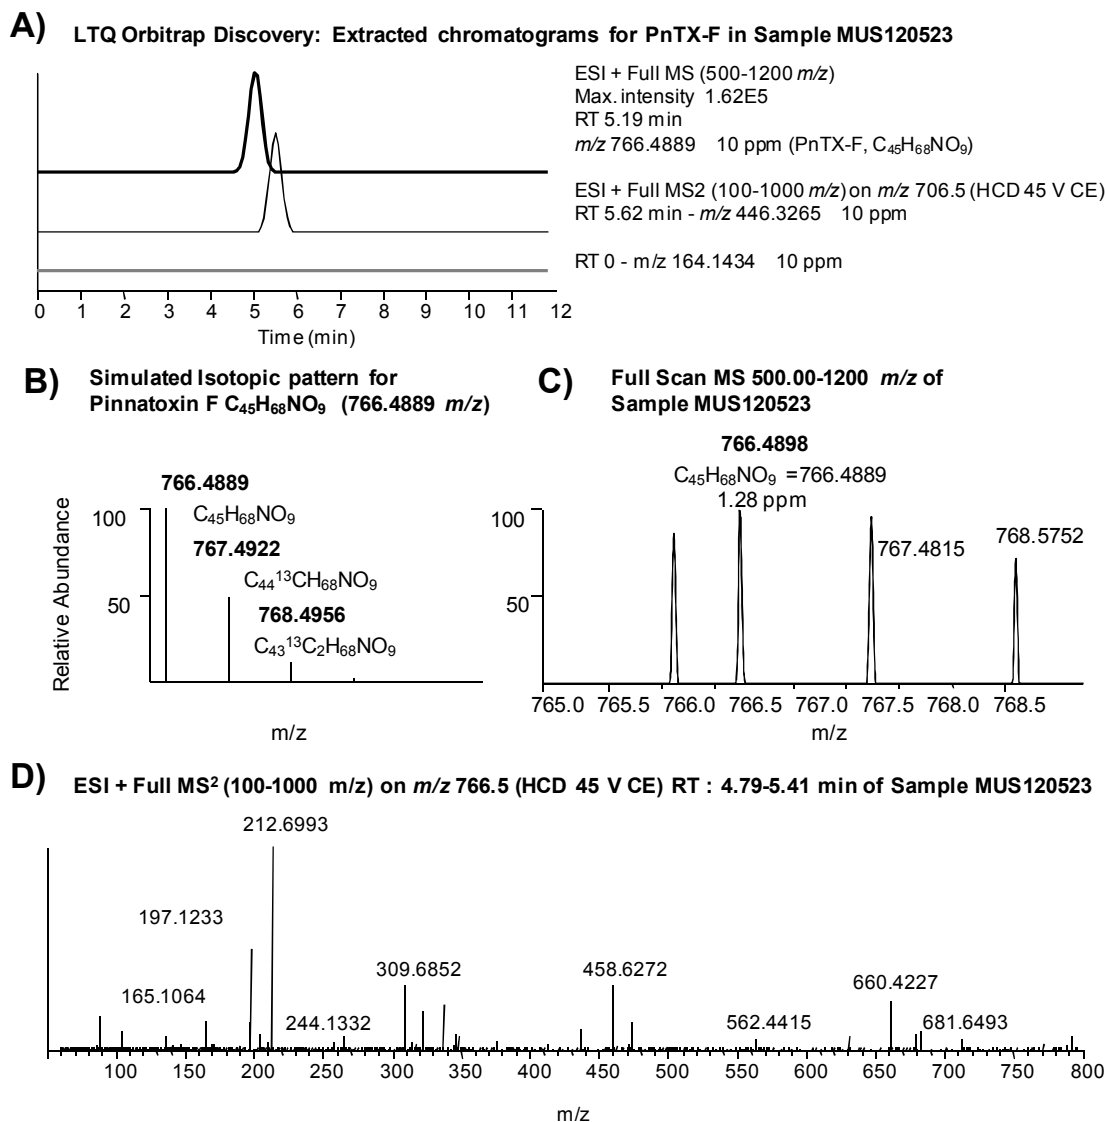 A) LTQ Orbitrap Discovery: Extracted chromatograms for PnTX-F in Sample MUS120523
ESI + Full MS (500-1200 m/z)
Max. intensity 1.62E5
RT 5.19 min
m/z 766.4889 10 ppm (PnTX-F, C₄₅H₆₈NO₉)
ESI + Full MS2 (100-1000 m/z) on m/z 706.5 (HCD 45 V CE)
RT 5.62 min - m/z 446.3265 10 ppm
RT 0 - m/z 164.1434 10 ppm
0 1 2 3 4 5 6 7 8 9 10 11 12
Time (min)
B) Simulated Isotopic pattern for
Pinnatoxin F C₄₅H₆₈NO₉ (766.4889 m/z)
766.4889
C₄₅H₆₈NO₉
767.4922
C₄₄¹³CH₆₈NO₉
768.4956
C₄₃¹³C₂H₆₈NO₉
100
50
Relative Abundance
m/z
C) Full Scan MS 500.00-1200 m/z of
Sample MUS120523
766.4898
C₄₅H₆₈NO₉ =766.4889
1.28 ppm
767.4815
768.5752
100
50
765.0 765.5 766.0 766.5 767.0 767.5 768.0 768.5
m/z
D) ESI + Full MS² (100-1000 m/z) on m/z 766.5 (HCD 45 V CE) RT : 4.79-5.41 min of Sample MUS120523
212.6993
197.1233
165.1064
244.1332
309.6852
458.6272
562.4415
660.4227
681.6493
100 150 200 250 300 350 400 450 500 550 600 650 700 750 800
m/z